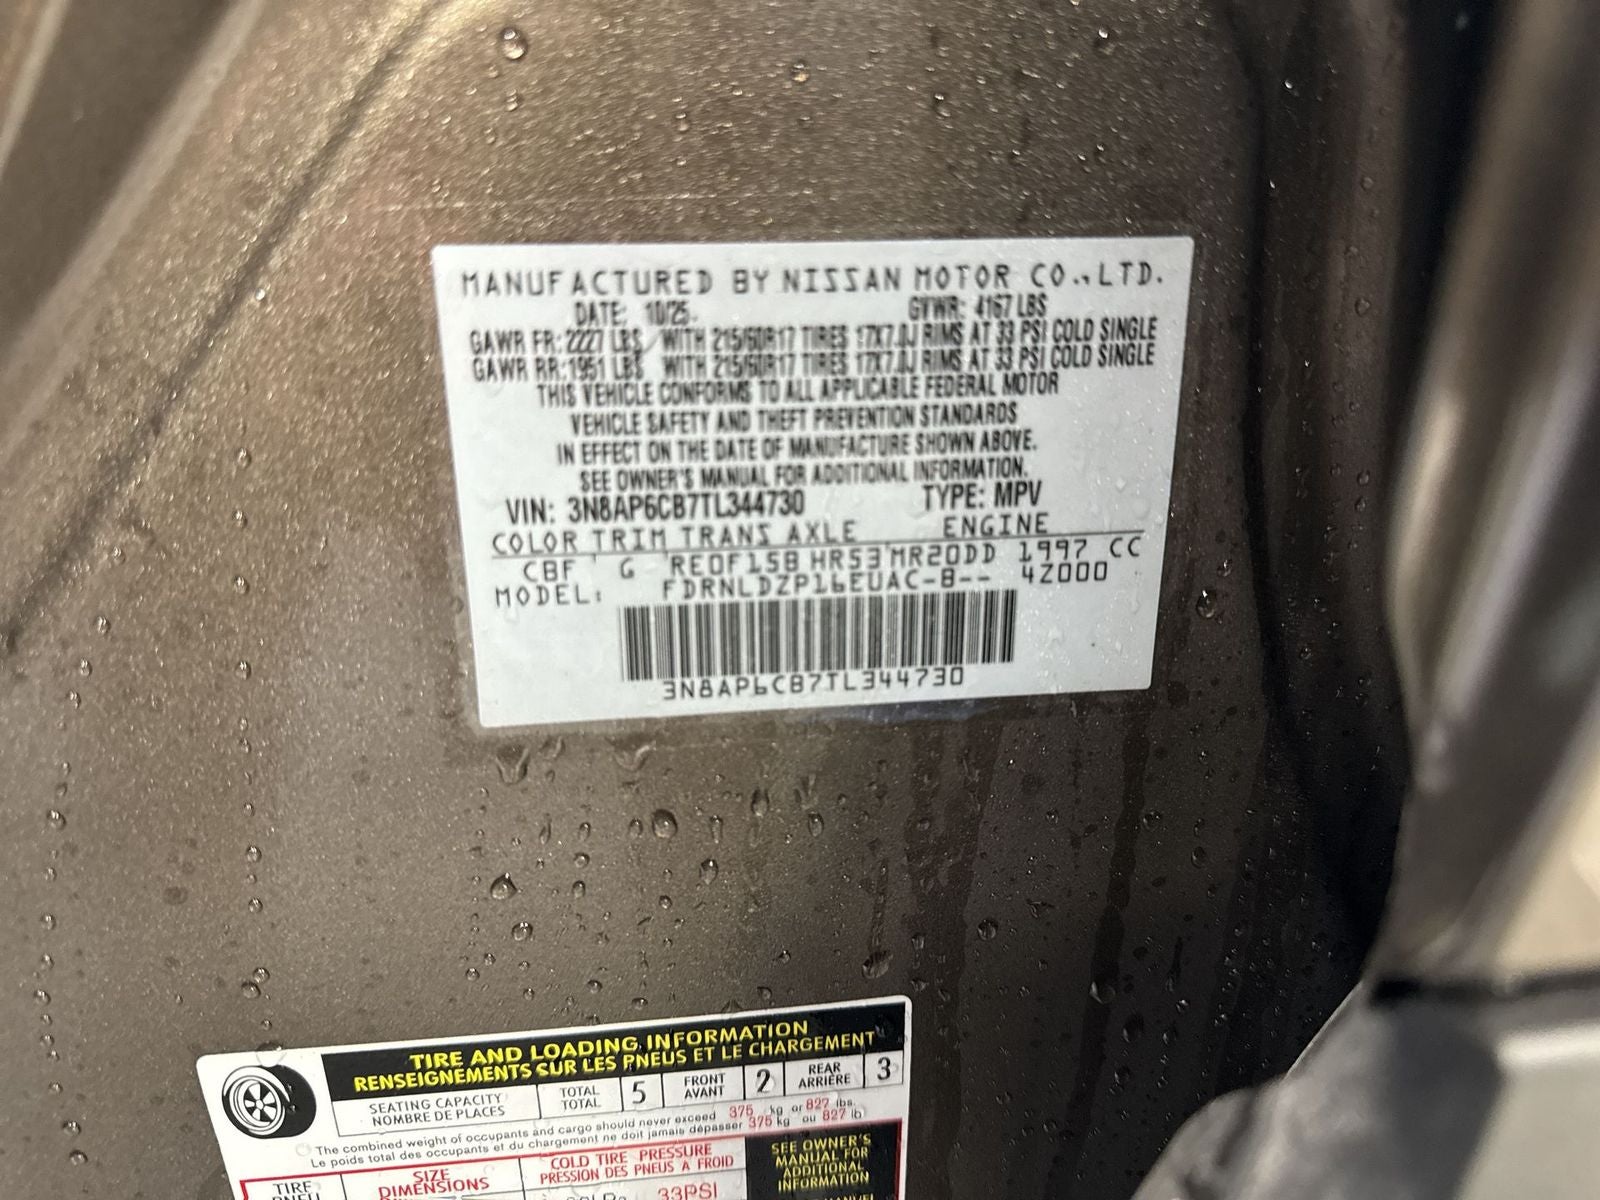 MANUFACTURED BY NISSAN MOTOR CO.,LTD.
DATE: 10/25 GVWR: 4167 LBS
GAWR FR: 2227 LBS WITH 215/60R17 TIRES 17X7.0J RIMS AT 33 PSI COLD SINGLE
GAWR RR: 1951 LBS WITH 215/60R17 TIRES 17X7.0J RIMS AT 33 PSI COLD SINGLE
THIS VEHICLE CONFORMS TO ALL APPLICABLE FEDERAL MOTOR
VEHICLE SAFETY AND THEFT PREVENTION STANDARDS
IN EFFECT ON THE DATE OF MANUFACTURE SHOWN ABOVE.
SEE OWNER'S MANUAL FOR ADDITIONAL INFORMATION.
VIN: 3N8AP6CB7TL344730 TYPE: MPV
COLOR TRIM TRANS AXLE ENGINE
CBF G RE0F15B HR53 MR20DD 1997 CC
MODEL: FDRNLDZP16EUAC-B-- 4Z000
3N8AP6CB7TL344730
TIRE AND LOADING INFORMATION
RENSEIGNEMENTS SUR LES PNEUS ET LE CHARGEMENT
SEATING CAPACITY TOTAL 5 FRONT 2 REAR 3
NOMBRE DE PLACES TOTAL AVANT ARRIÈRE
The combined weight of occupants and cargo should never exceed 375 kg or 827 lbs.
Le poids total des occupants et du chargement ne doit jamais dépasser 375 kg ou 827 lb
TIRE SIZE COLD TIRE PRESSURE
PNEU DIMENSIONS PRESSION DES PNEUS A FROID
33PSI
SEE OWNER'S
MANUAL FOR
ADDITIONAL
INFORMATION